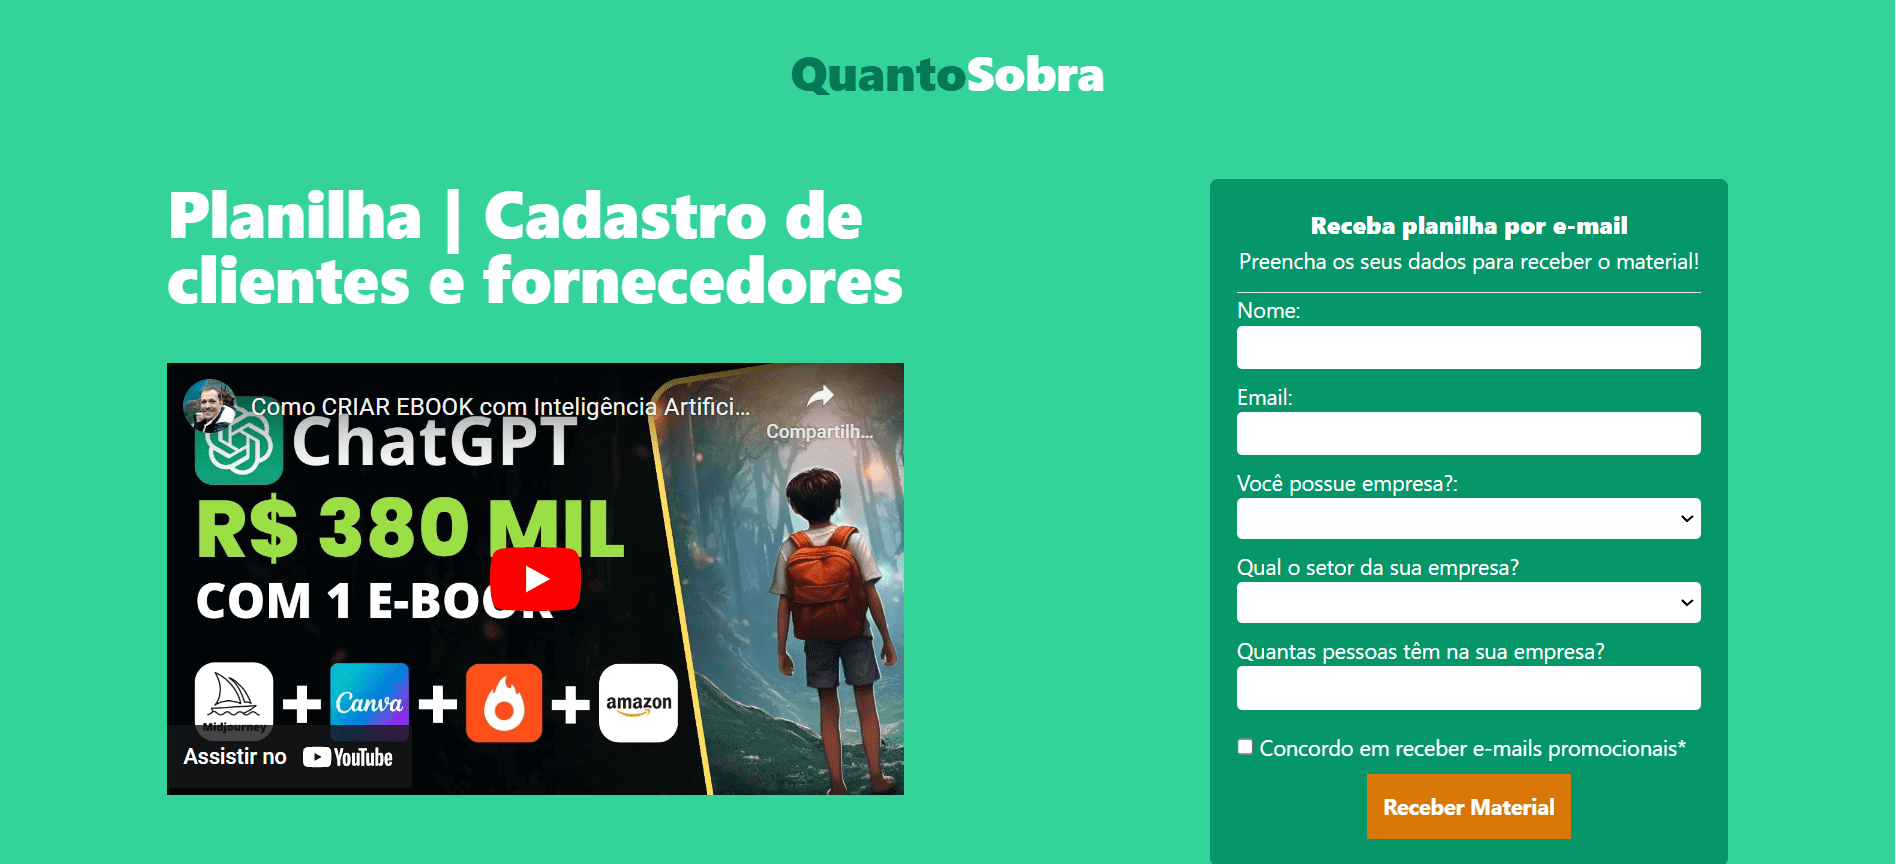 QuantoSobra
Planilha | Cadastro de
clientes e fornecedores
Como CRIAR EBOOK com Inteligência Artifici...
Compartilh...
ChatGPT
R$ 380 MIL
COM 1 E-BOOK
Midjourney
Canva
amazon
Assistir no YouTube
Receba planilha por e-mail
Preencha os seus dados para receber o material!
Nome:
Email:
Você possue empresa?:
Qual o setor da sua empresa?
Quantas pessoas têm na sua empresa?
Concordo em receber e-mails promocionais*
Receber Material